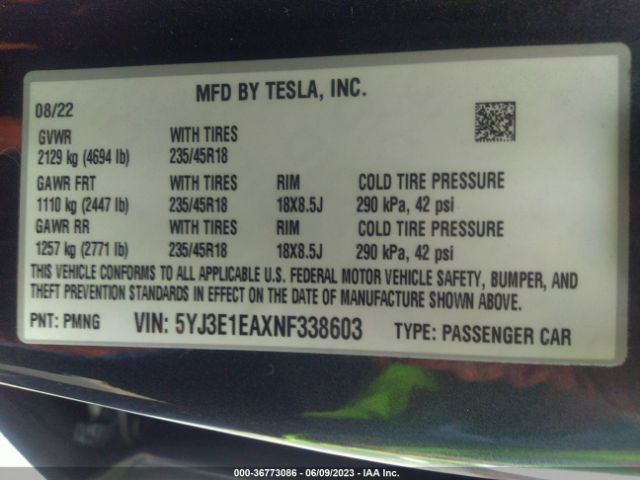 MFD BY TESLA, INC.
08/22
GVWR WITH TIRES
2129 kg (4694 lb) 235/45R18
GAWR FRT WITH TIRES RIM COLD TIRE PRESSURE
1110 kg (2447 lb) 235/45R18 18X8.5J 290 kPa, 42 psi
GAWR RR WITH TIRES RIM COLD TIRE PRESSURE
1257 kg (2771 lb) 235/45R18 18X8.5J 290 kPa, 42 psi
THIS VEHICLE CONFORMS TO ALL APPLICABLE U.S. FEDERAL MOTOR VEHICLE SAFETY, BUMPER, AND
THEFT PREVENTION STANDARDS IN EFFECT ON THE DATE OF MANUFACTURE SHOWN ABOVE.
PNT: PMNG VIN: 5YJ3E1EAXNF338603 TYPE: PASSENGER CAR
000-36773086 - 06/09/2023 - IAA Inc.